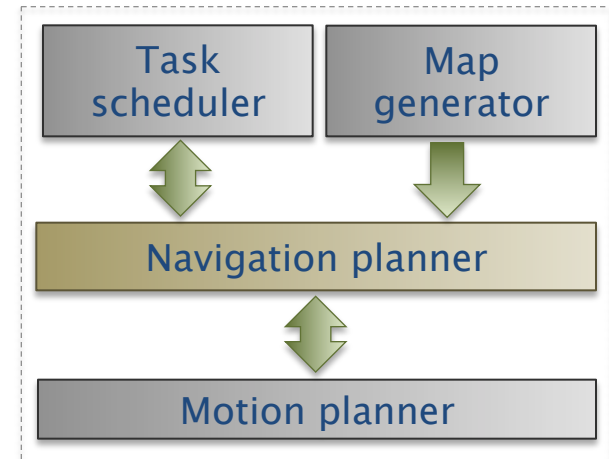 Task
scheduler
Map
generator
Navigation planner
Motion planner